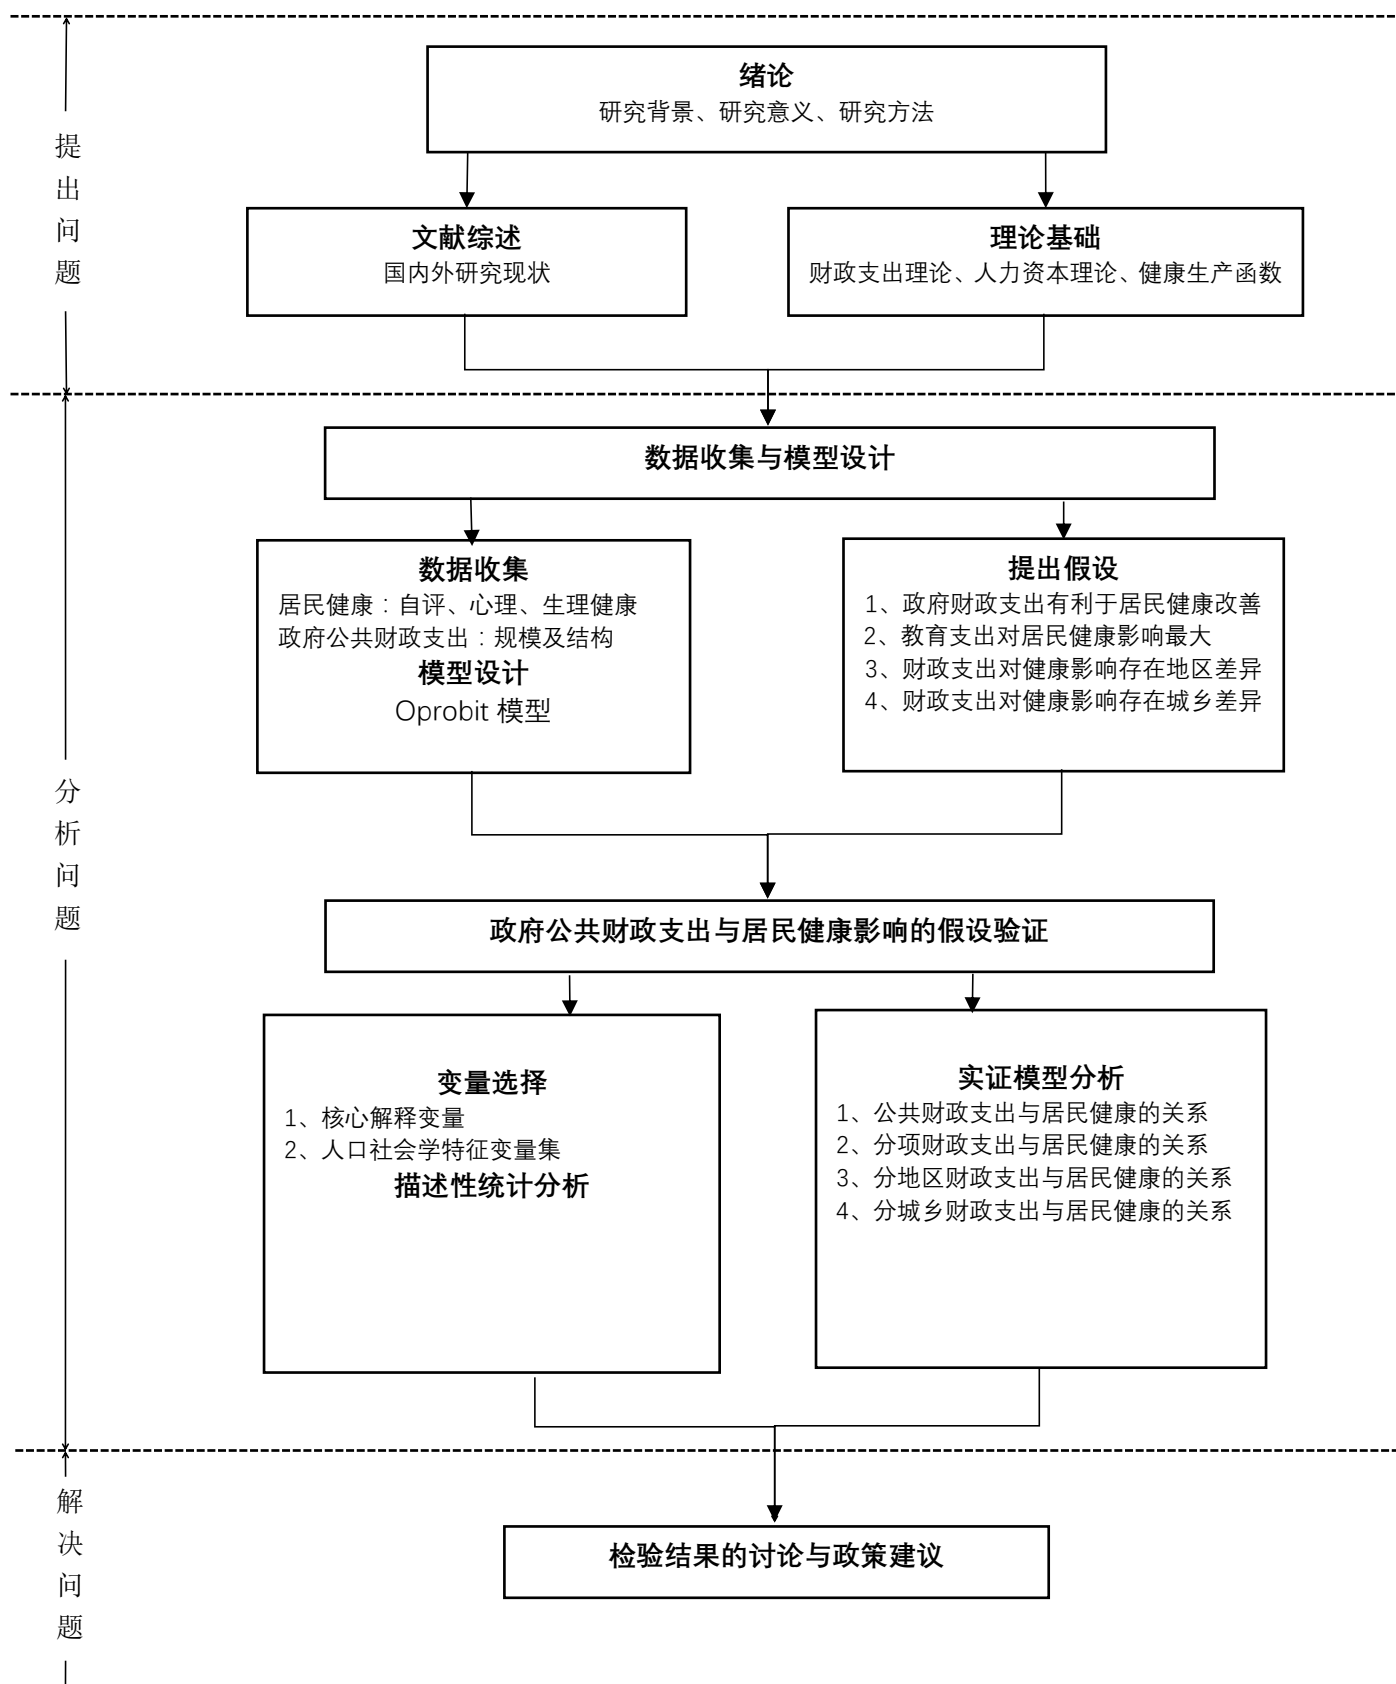 绪论
研究背景、研究意义、研究方法
提出问题
文献综述
国内外研究现状
理论基础
财政支出理论、人力资本理论、健康生产函数
数据收集与模型设计
数据收集
居民健康：自评、心理、生理健康
政府公共财政支出：规模及结构
模型设计
Oprobit 模型
提出假设
1、政府财政支出有利于居民健康改善
2、教育支出对居民健康影响最大
3、财政支出对健康影响存在地区差异
4、财政支出对健康影响存在城乡差异
分析问题
政府公共财政支出与居民健康影响的假设验证
变量选择
1、核心解释变量
2、人口社会学特征变量集
描述性统计分析
实证模型分析
1、公共财政支出与居民健康的关系
2、分项财政支出与居民健康的关系
3、分地区财政支出与居民健康的关系
4、分城乡财政支出与居民健康的关系
解决问题
检验结果的讨论与政策建议